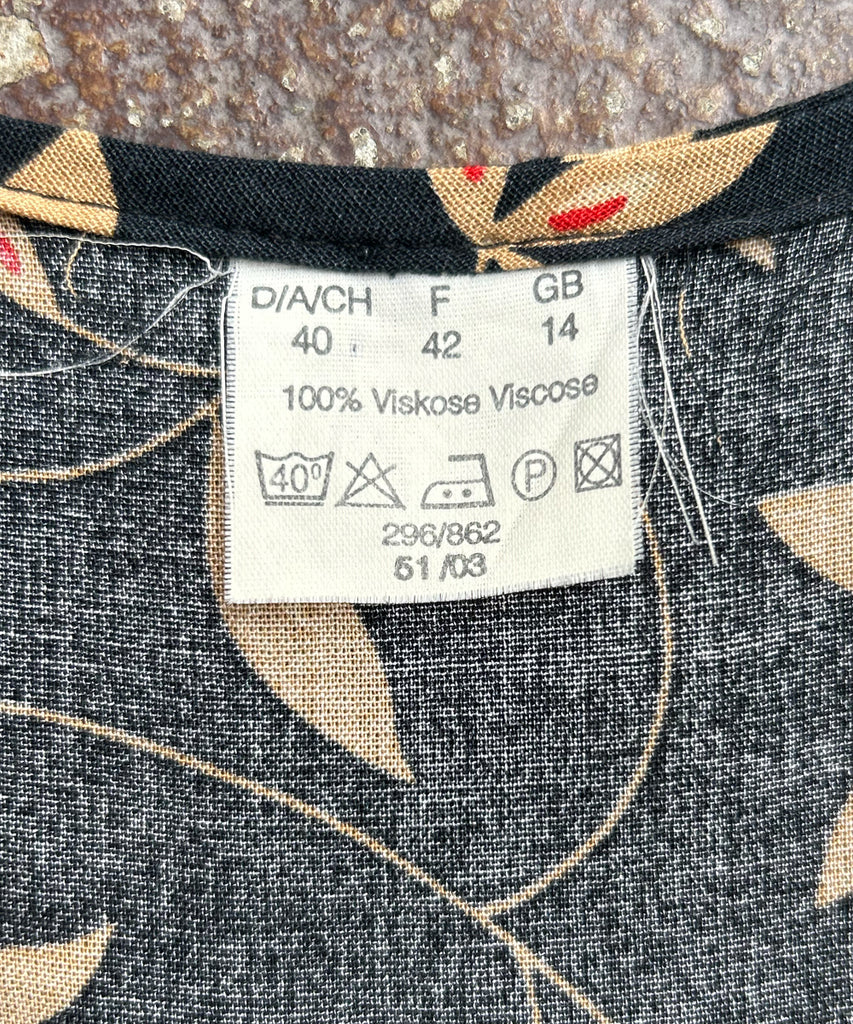 D/A/CH F GB
40 42 14
100% Viskose Viscose
40° P
296/862
51/03